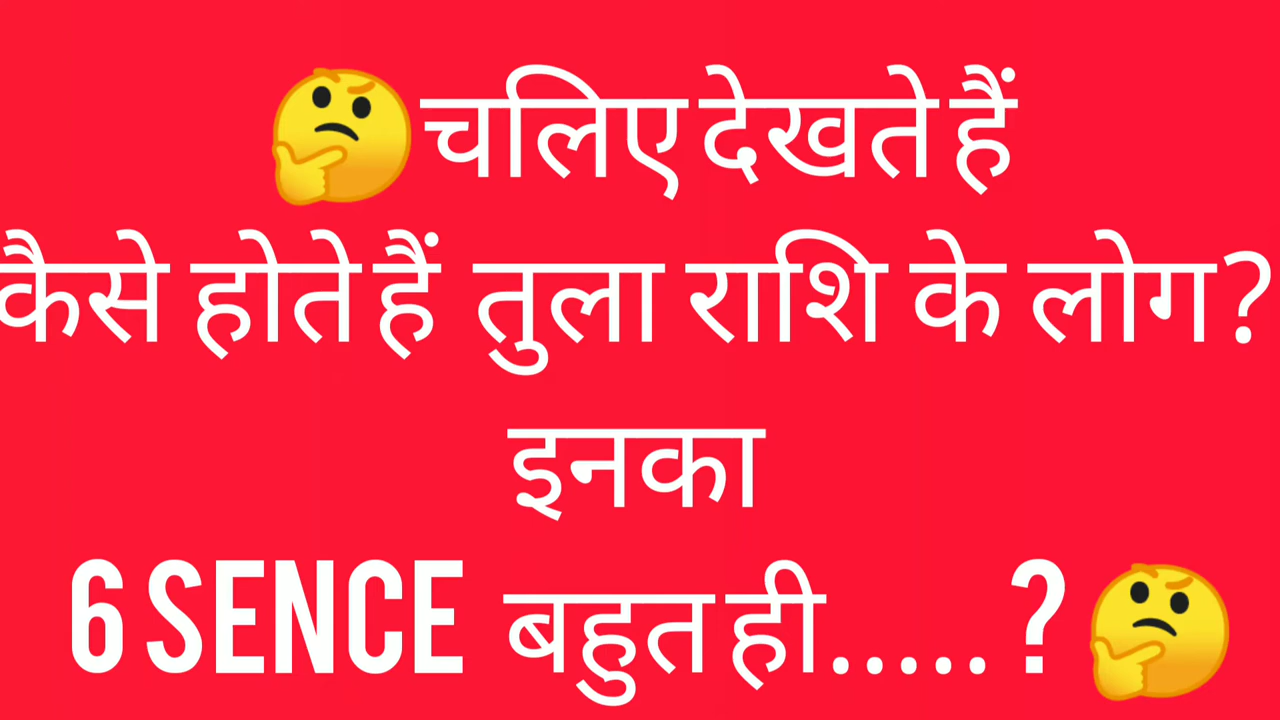 🤔चलिए देखते हैं
कैसे होते हैं तुला राशि के लोग?
इनका
6 SENCE बहुत ही.....?🤔